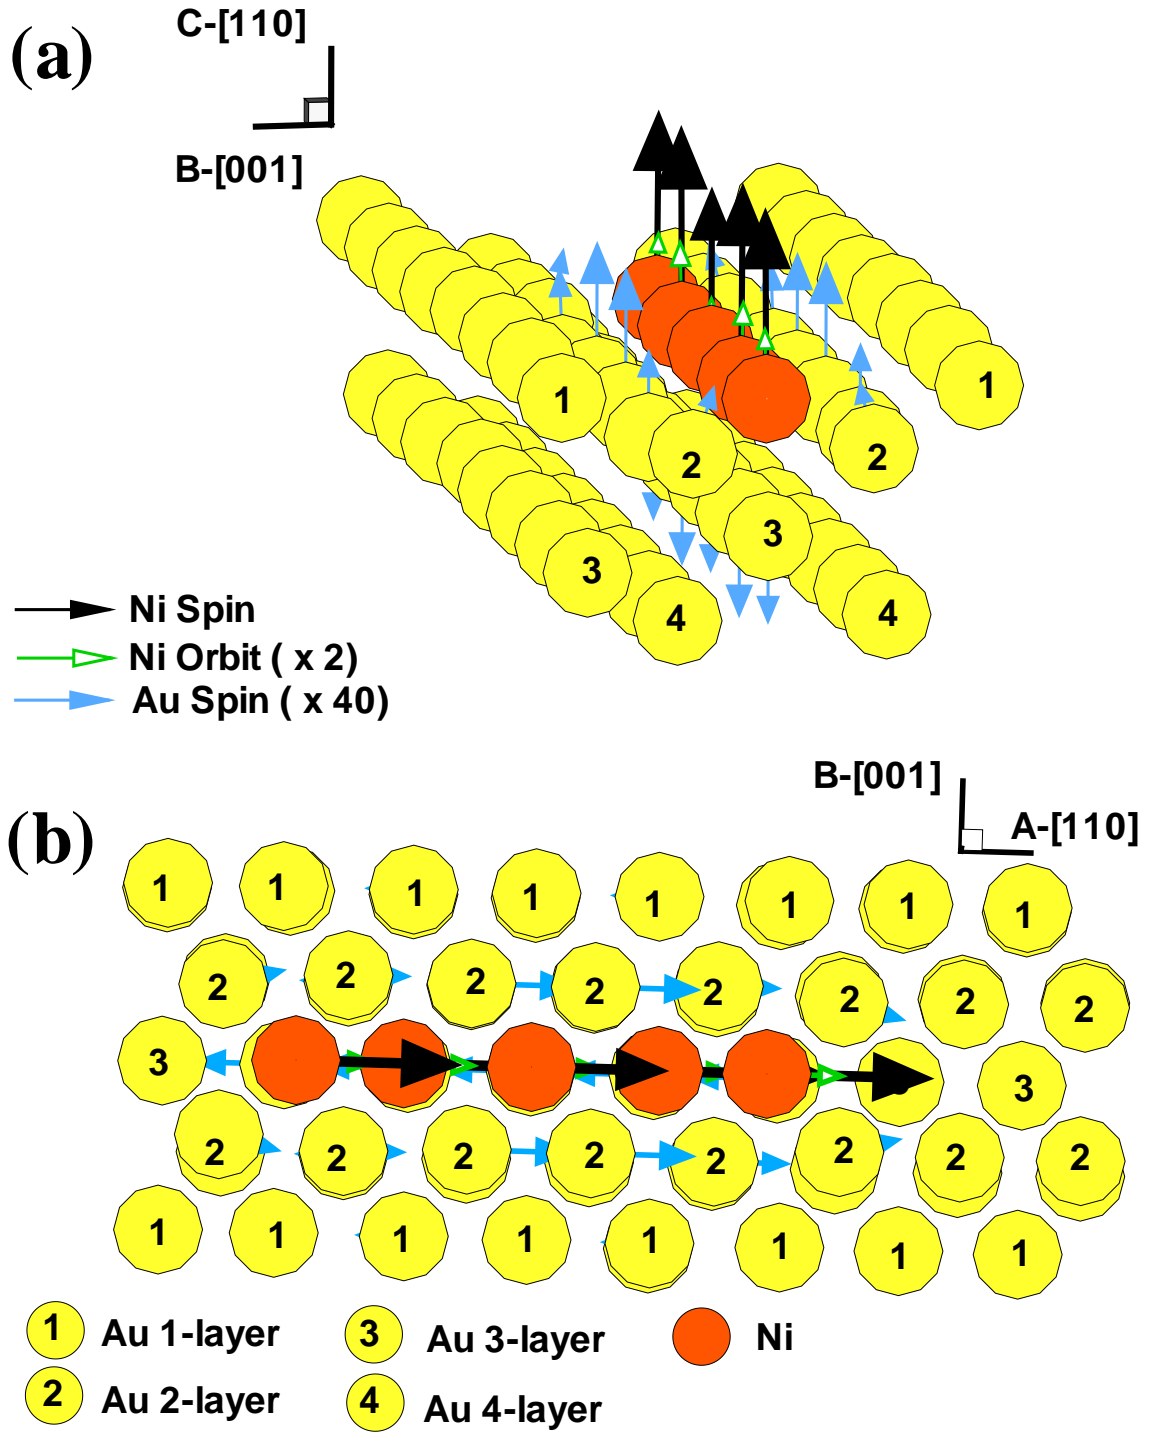 (a)
C-[110]
B-[001]
1
1
2
2
3
3
4
4
Ni Spin
Ni Orbit ( x 2)
Au Spin ( x 40)
(b)
B-[001]
A-[110]
1 1 1 1 1 1 1 1
2 2 2 2 2 2 2 2
3 3
2 2 2 2 2 2 2 2
1 1 1 1 1 1 1 1
1 Au 1-layer 3 Au 3-layer Ni
2 Au 2-layer 4 Au 4-layer